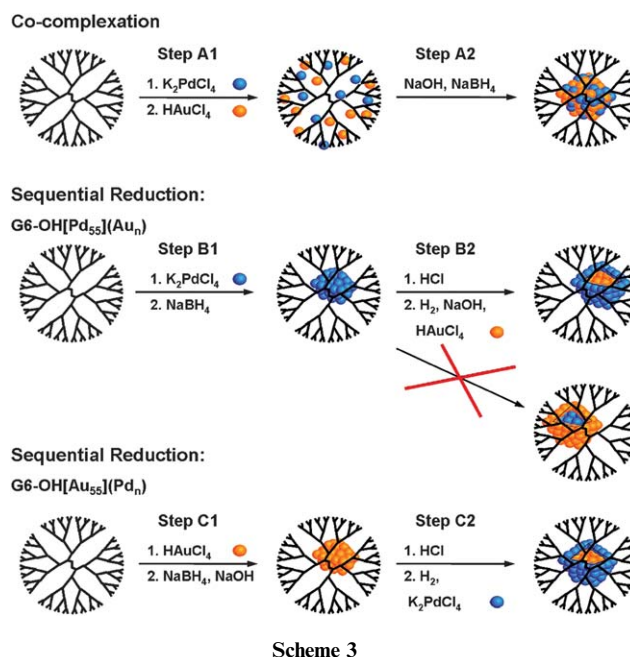 Co-complexation
Step A1
1. K₂PdCl₄
2. HAuCl₄
Step A2
NaOH, NaBH₄
Sequential Reduction:
G6-OH[Pd₅₅](Auₙ)
Step B1
1. K₂PdCl₄
2. NaBH₄
Step B2
1. HCl
2. H₂, NaOH,
HAuCl₄
Sequential Reduction:
G6-OH[Au₅₅](Pdₙ)
Step C1
1. HAuCl₄
2. NaBH₄, NaOH
Step C2
1. HCl
2. H₂,
K₂PdCl₄
Scheme 3